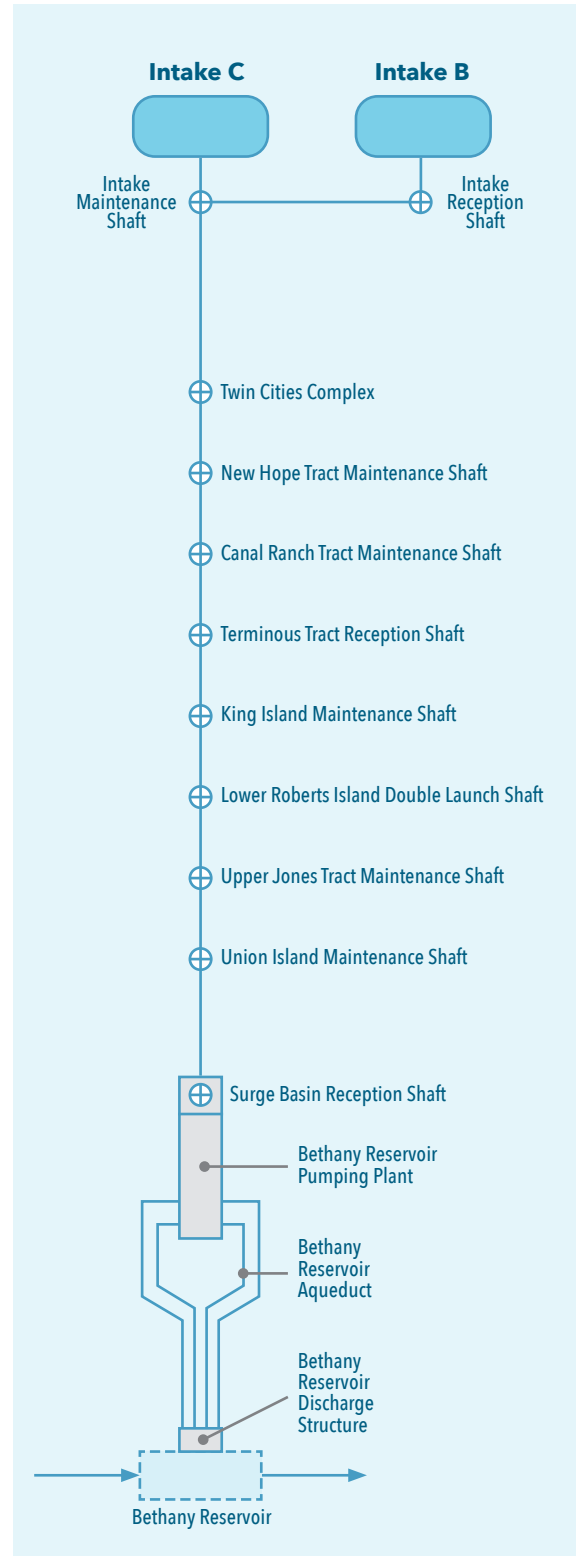 Intake C
Intake B
Intake
Maintenance
Shaft
Intake
Reception
Shaft
Twin Cities Complex
New Hope Tract Maintenance Shaft
Canal Ranch Tract Maintenance Shaft
Terminous Tract Reception Shaft
King Island Maintenance Shaft
Lower Roberts Island Double Launch Shaft
Upper Jones Tract Maintenance Shaft
Union Island Maintenance Shaft
Surge Basin Reception Shaft
Bethany Reservoir
Pumping Plant
Bethany
Reservoir
Aqueduct
Bethany
Reservoir
Discharge
Structure
Bethany Reservoir